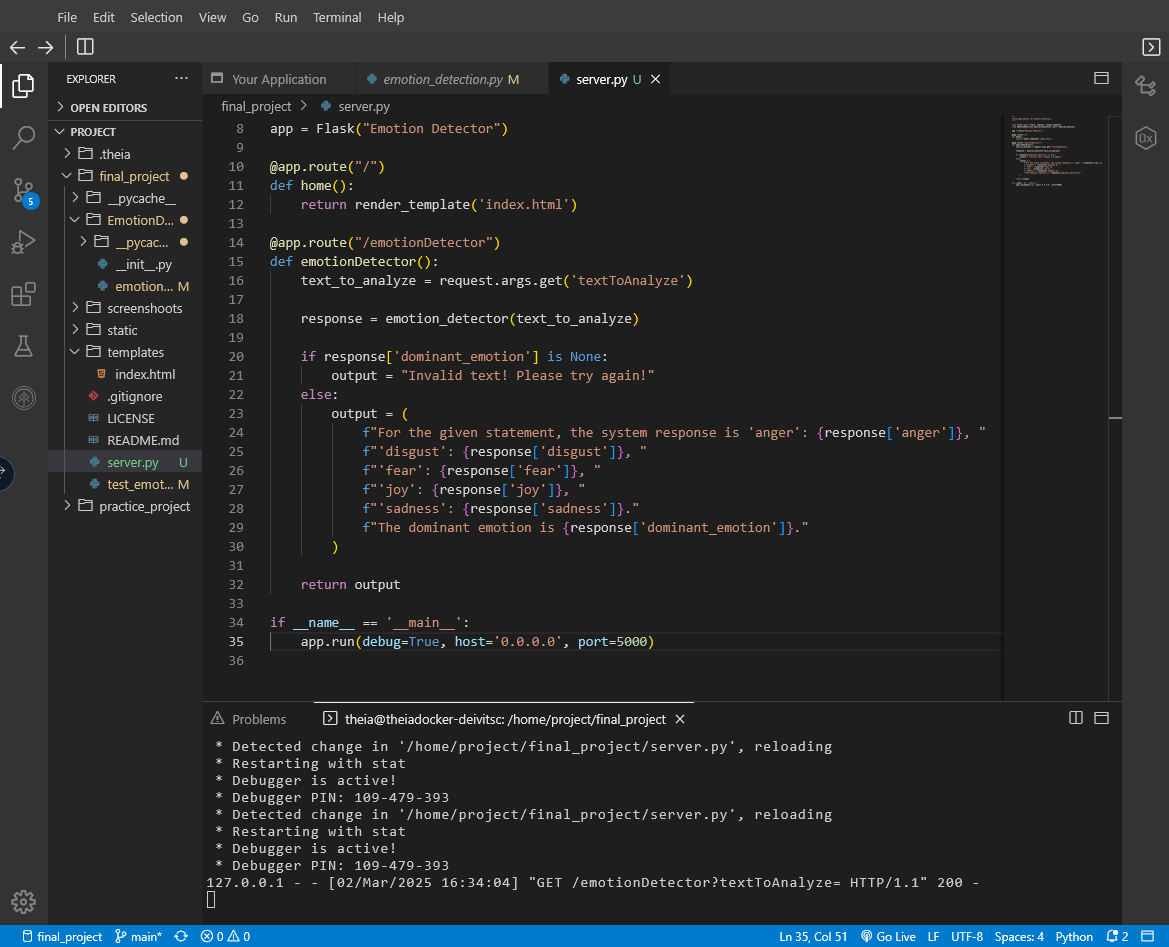 File Edit Selection View Go Run Terminal Help
EXPLORER ...
Your Application
emotion_detection.py M
server.py U
OPEN EDITORS
PROJECT
.theia
final_project
__pycache__
EmotionD...
__pycac...
__init__.py
emotion... M
screenshoots
static
templates
index.html
.gitignore
LICENSE
README.md
server.py U
test_emot... M
practice_project
5
final_project > server.py
8 app = Flask("Emotion Detector")
9
10 @app.route("/")
11 def home():
12 return render_template('index.html')
13
14 @app.route("/emotionDetector")
15 def emotionDetector():
16 text_to_analyze = request.args.get('textToAnalyze')
17
18 response = emotion_detector(text_to_analyze)
19
20 if response['dominant_emotion'] is None:
21 output = "Invalid text! Please try again!"
22 else:
23 output = (
24 f"For the given statement, the system response is 'anger': {response['anger']}, "
25 f"'disgust': {response['disgust']}, "
26 f"'fear': {response['fear']}, "
27 f"'joy': {response['joy']}, "
28 f"'sadness': {response['sadness']}."
29 f"The dominant emotion is {response['dominant_emotion']}."
30 )
31
32 return output
33
34 if __name__ == '__main__':
35 app.run(debug=True, host='0.0.0.0', port=5000)
36
0x
Problems
theia@theiadocker-deivitsc: /home/project/final_project
* Detected change in '/home/project/final_project/server.py', reloading
* Restarting with stat
* Debugger is active!
* Debugger PIN: 109-479-393
* Detected change in '/home/project/final_project/server.py', reloading
* Restarting with stat
* Debugger is active!
* Debugger PIN: 109-479-393
127.0.0.1 - - [02/Mar/2025 16:34:04] "GET /emotionDetector?textToAnalyze= HTTP/1.1" 200 -
final_project main* 0 0 Ln 35, Col 51 Go Live LF UTF-8 Spaces: 4 Python 2